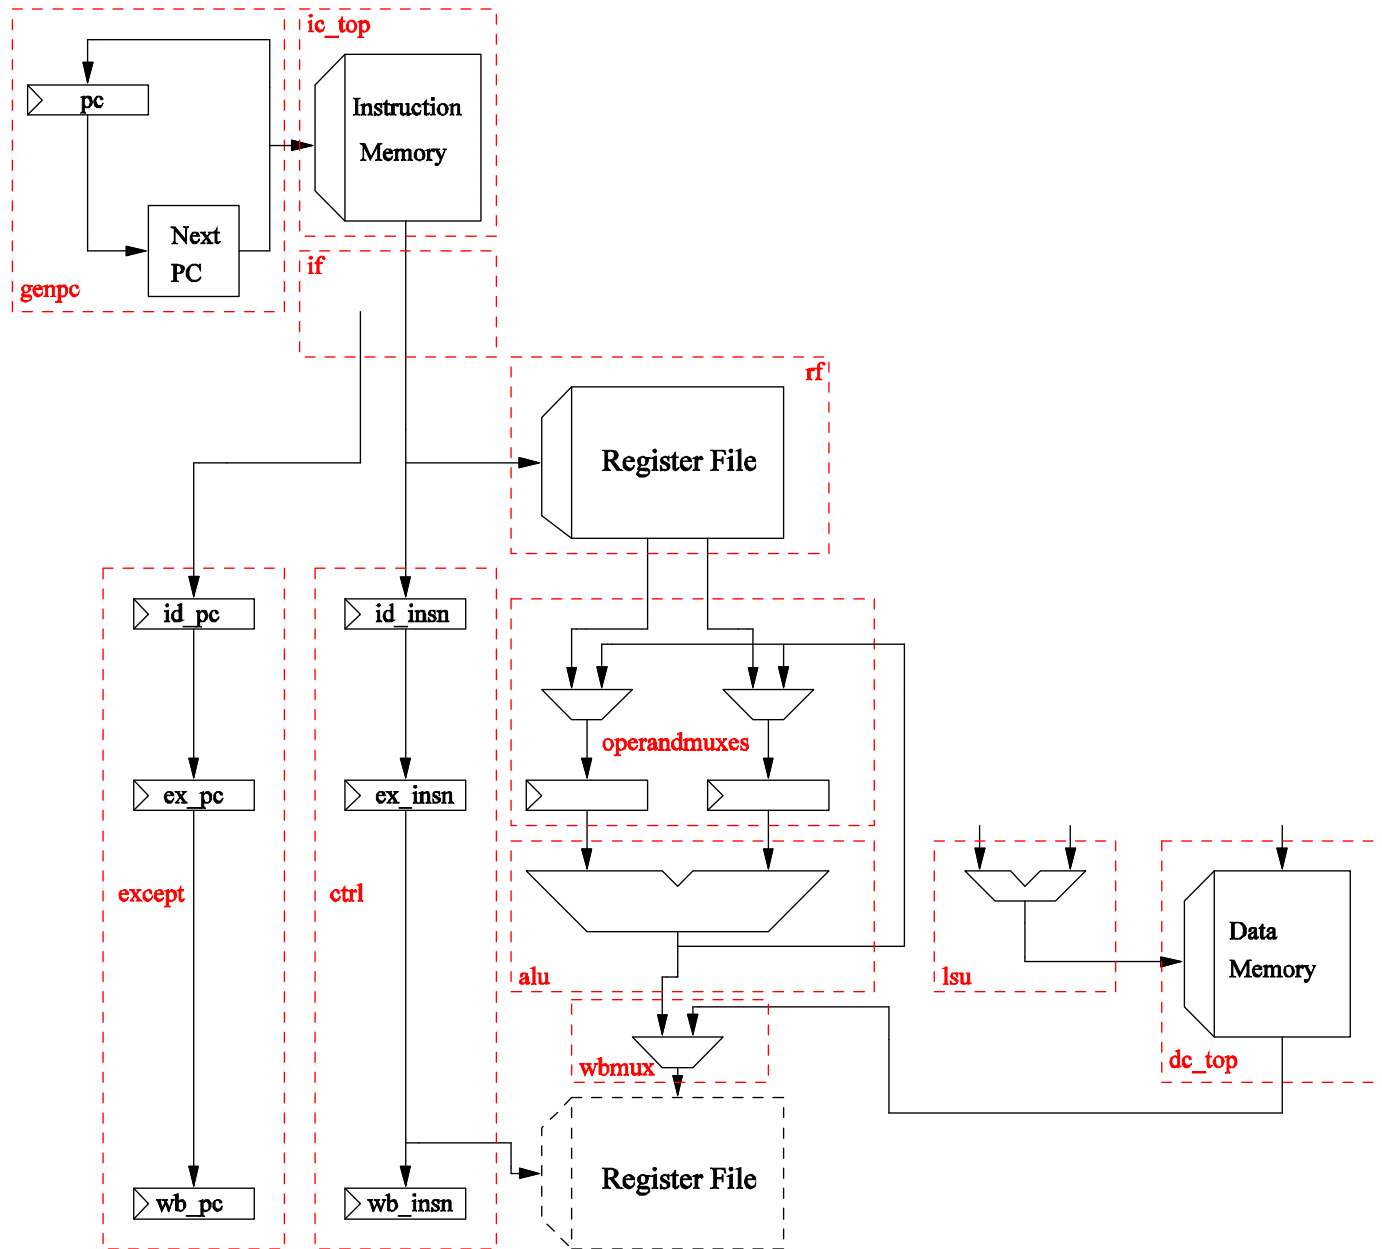 ic_top
pc
Instruction
Memory
Next
PC
genpc
if
rf
Register File
id_pc
id_insn
operandmuxes
ex_pc
ex_insn
except
ctrl
alu
lsu
Data
Memory
dc_top
wbmux
Register File
wb_pc
wb_insn